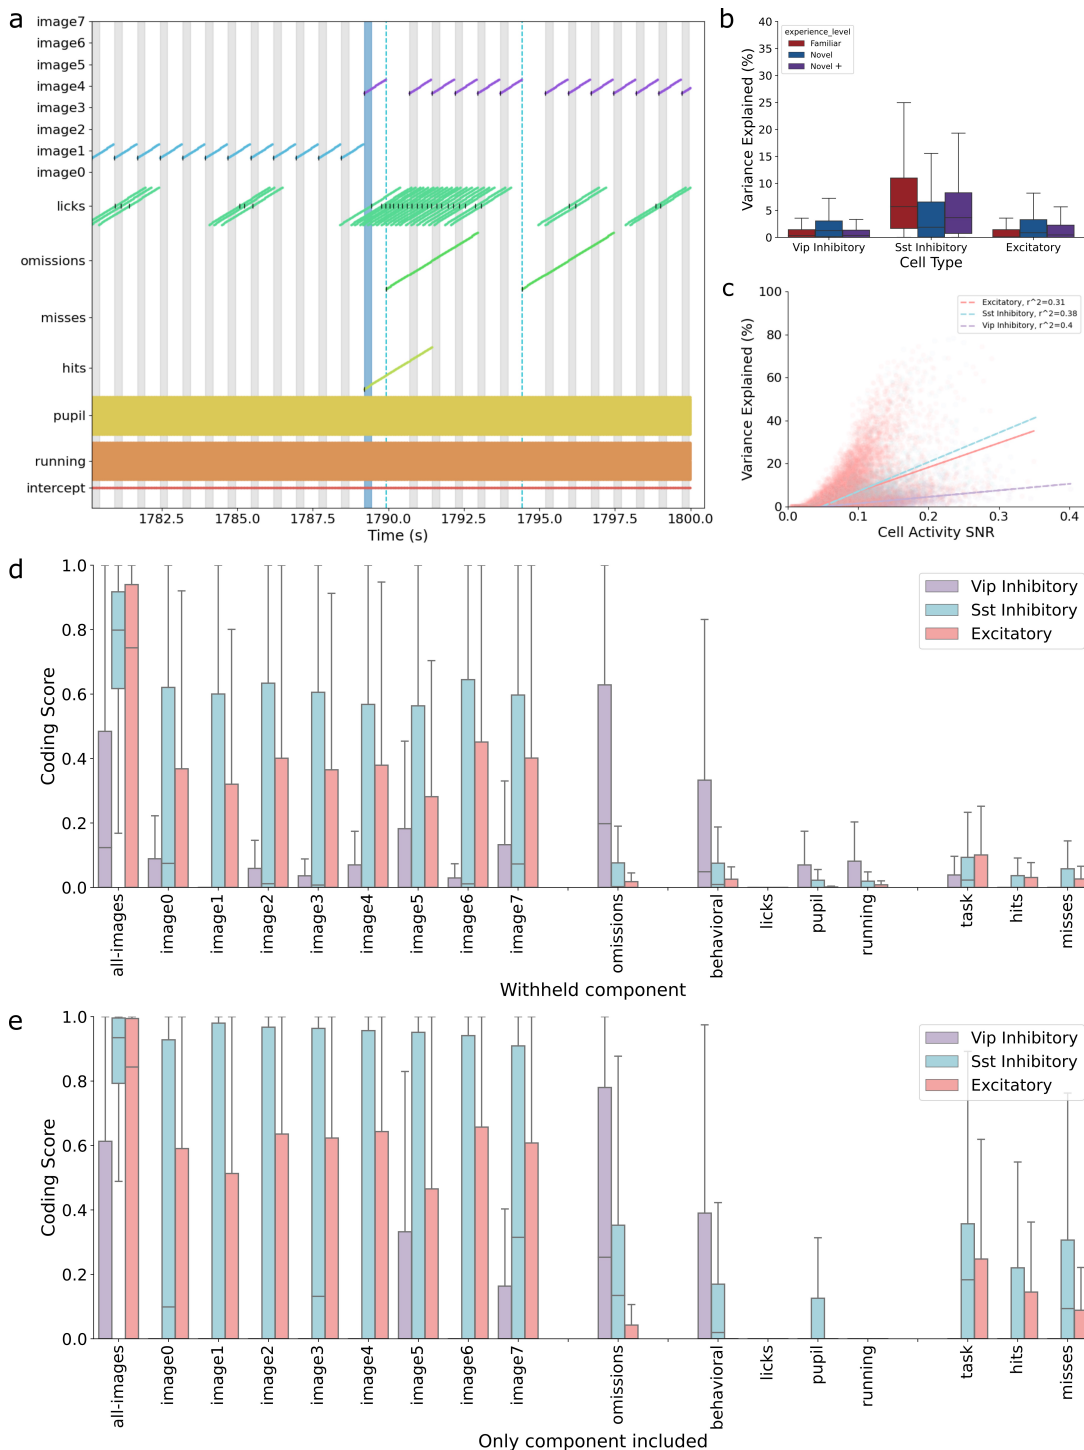 a
image7
image6
image5
image4
image3
image2
image1
image0
licks
omissions
misses
hits
pupil
running
intercept
1782.5 1785.0 1787.5 1790.0 1792.5 1795.0 1797.5 1800.0
Time (s)
b
Variance Explained (%)
40
35
30
25
20
15
10
5
0
experience_level
Familiar
Novel
Novel +
Vip Inhibitory Sst Inhibitory Excitatory
Cell Type
c
Variance Explained (%)
100
80
60
40
20
0
Excitatory, r^2=0.31
Sst Inhibitory, r^2=0.38
Vip Inhibitory, r^2=0.4
0.0 0.1 0.2 0.3 0.4
Cell Activity SNR
d
Coding Score
1.0
0.8
0.6
0.4
0.2
0.0
Vip Inhibitory
Sst Inhibitory
Excitatory
all-images image0 image1 image2 image3 image4 image5 image6 image7 omissions behavioral licks pupil running task hits misses
Withheld component
e
Coding Score
1.0
0.8
0.6
0.4
0.2
0.0
Vip Inhibitory
Sst Inhibitory
Excitatory
all-images image0 image1 image2 image3 image4 image5 image6 image7 omissions behavioral licks pupil running task hits misses
Only component included